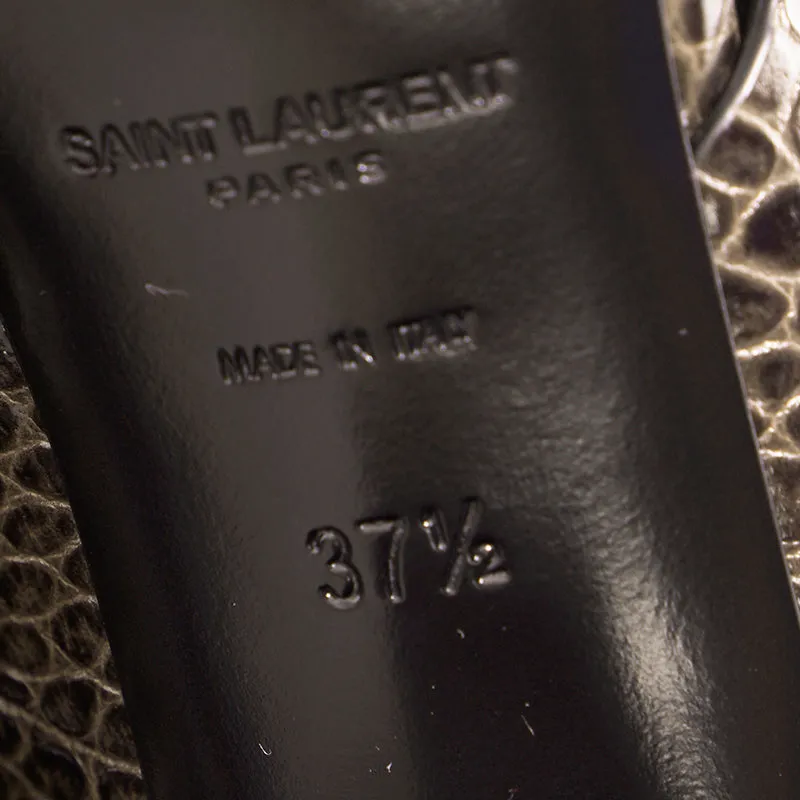 SAINT LAURENT
PARIS
MADE IN ITALY
37½